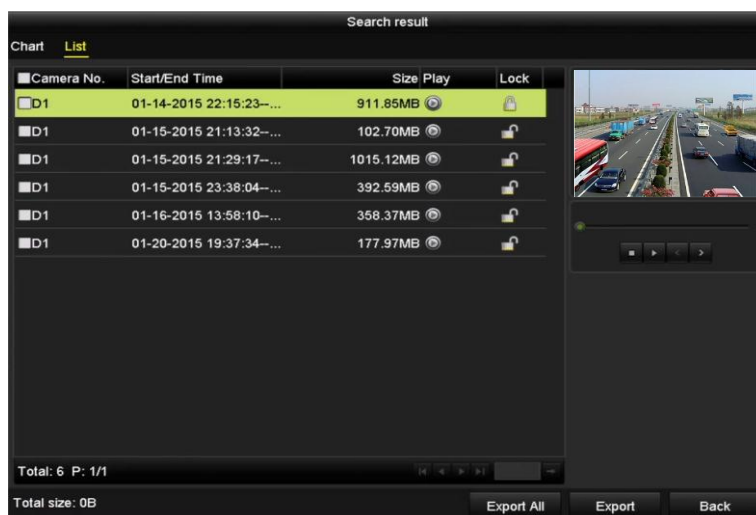 Search result
Chart List
Camera No. Start/End Time Size Play Lock
D1 01-14-2015 22:15:23--... 911.85MB
D1 01-15-2015 21:13:32--... 102.70MB
D1 01-15-2015 21:29:17--... 1015.12MB
D1 01-15-2015 23:38:04--... 392.59MB
D1 01-16-2015 13:58:10--... 358.37MB
D1 01-20-2015 19:37:34--... 177.97MB
Total: 6 P: 1/1
Total size: 0B Export All Export Back